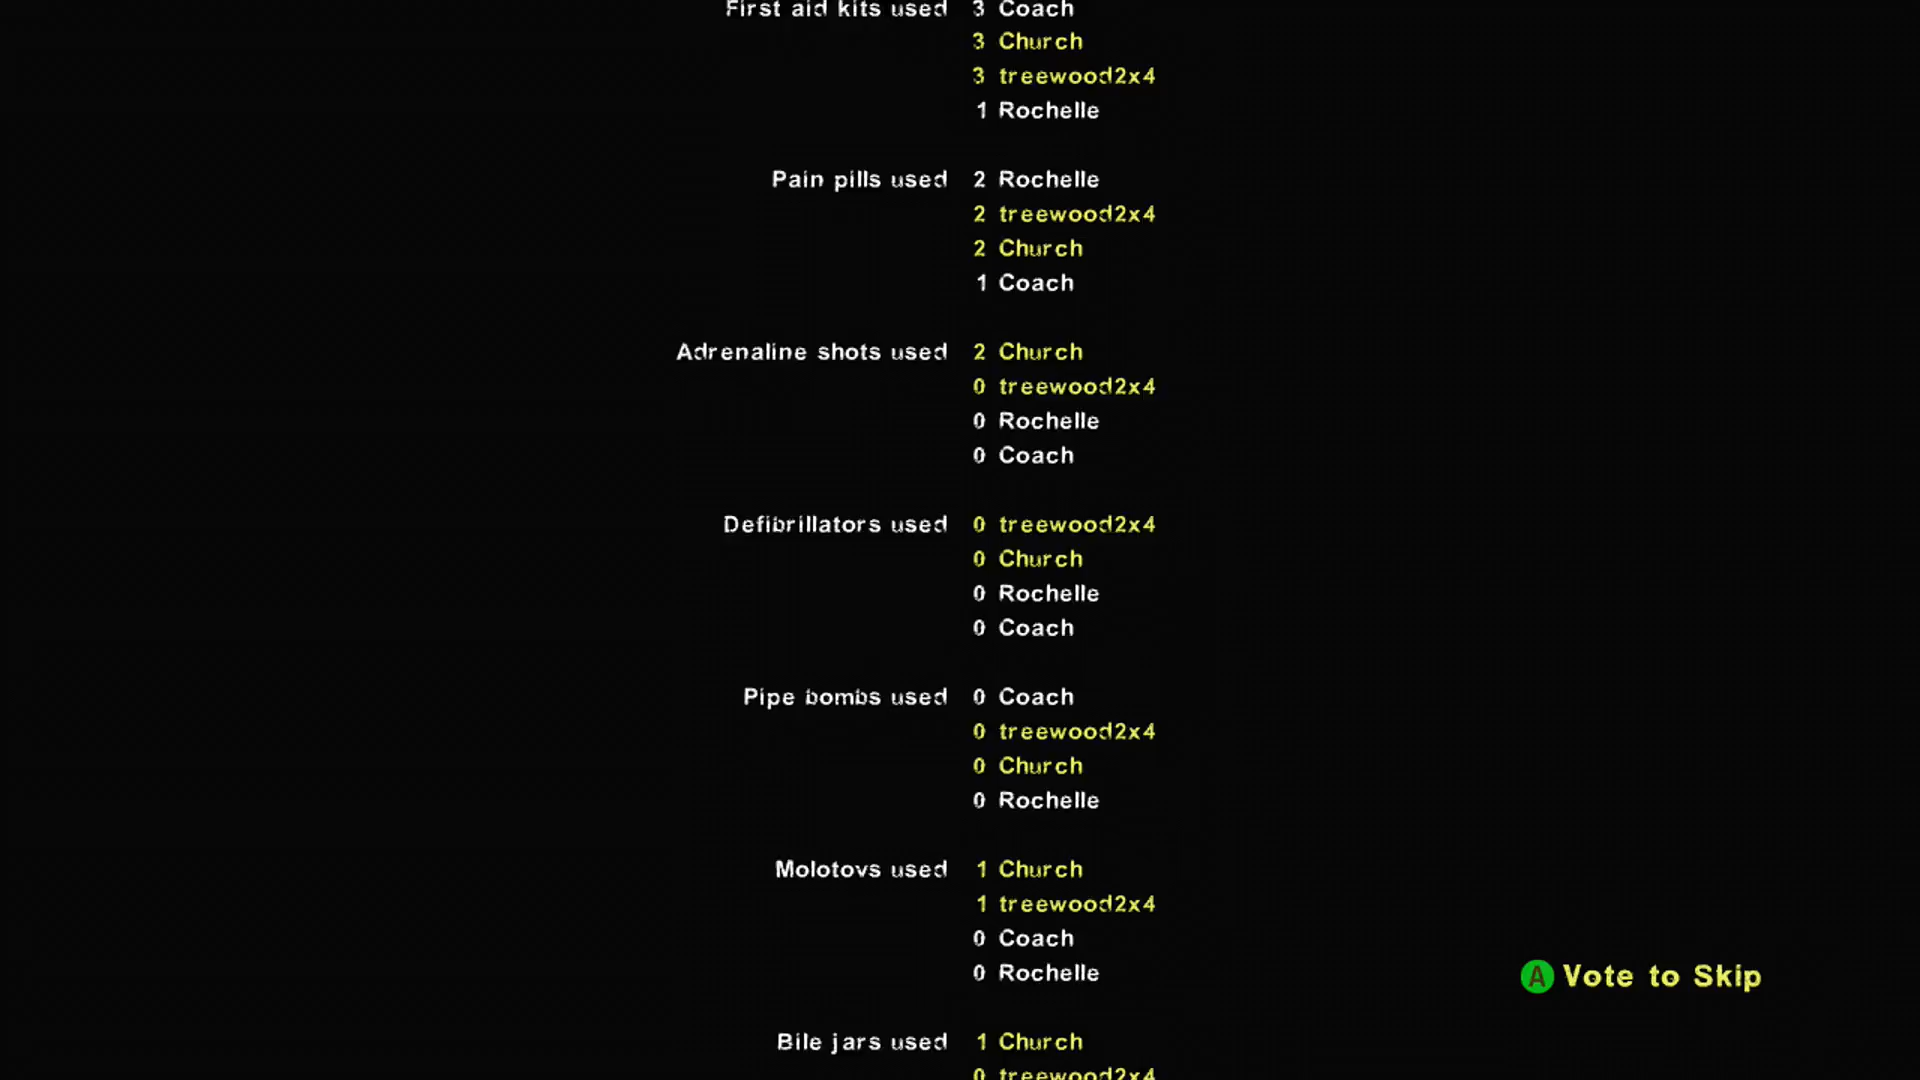 First aid kits used 3 Coach
3 Church
3 treewood2x4
1 Rochelle
Pain pills used 2 Rochelle
2 treewood2x4
2 Church
1 Coach
Adrenaline shots used 2 Church
0 treewood2x4
0 Rochelle
0 Coach
Defibrillators used 0 treewood2x4
0 Church
0 Rochelle
0 Coach
Pipe bombs used 0 Coach
0 treewood2x4
0 Church
0 Rochelle
Molotovs used 1 Church
1 treewood2x4
0 Coach
0 Rochelle
A Vote to Skip
Bile jars used 1 Church
0 treewood2x4